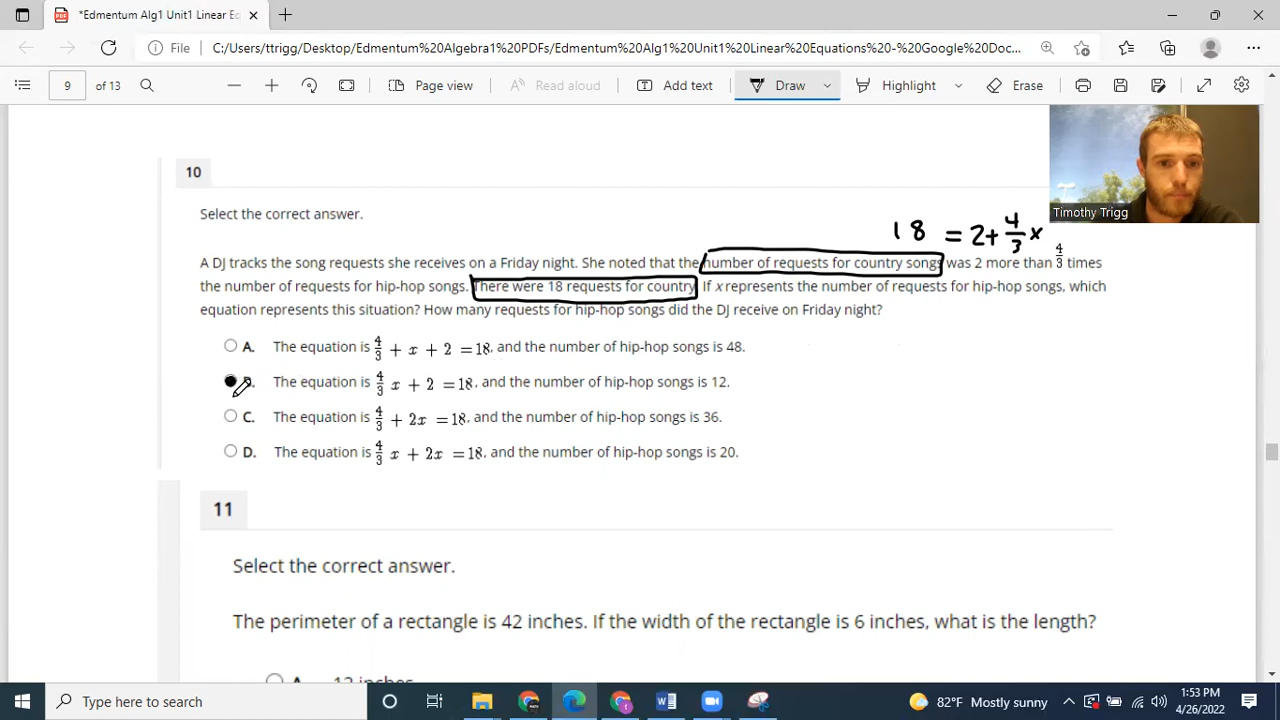 *Edmentum Alg1 Unit1 Linear Eq
File C:/Users/ttrigg/Desktop/Edmentum%20Algebra1%20PDFs/Edmentum%20Alg1%20Unit1%20Linear%20Equations%20-%20Google%20Doc...
9 of 13 Page view Read aloud Add text Draw Highlight Erase
10
Timothy Trigg
Select the correct answer.
18 = 2 + 4/3 x
A DJ tracks the song requests she receives on a Friday night. She noted that the number of requests for country songs was 2 more than 4/3 times
the number of requests for hip-hop songs. There were 18 requests for country. If x represents the number of requests for hip-hop songs, which
equation represents this situation? How many requests for hip-hop songs did the DJ receive on Friday night?
A. The equation is 4/3 + x + 2 = 18, and the number of hip-hop songs is 48.
B. The equation is 4/3 x + 2 = 18, and the number of hip-hop songs is 12.
C. The equation is 4/3 + 2x = 18, and the number of hip-hop songs is 36.
D. The equation is 4/3 x + 2x = 18, and the number of hip-hop songs is 20.
11
Select the correct answer.
The perimeter of a rectangle is 42 inches. If the width of the rectangle is 6 inches, what is the length?
A. 12 inches
Type here to search
82°F Mostly sunny
1:53 PM
4/26/2022